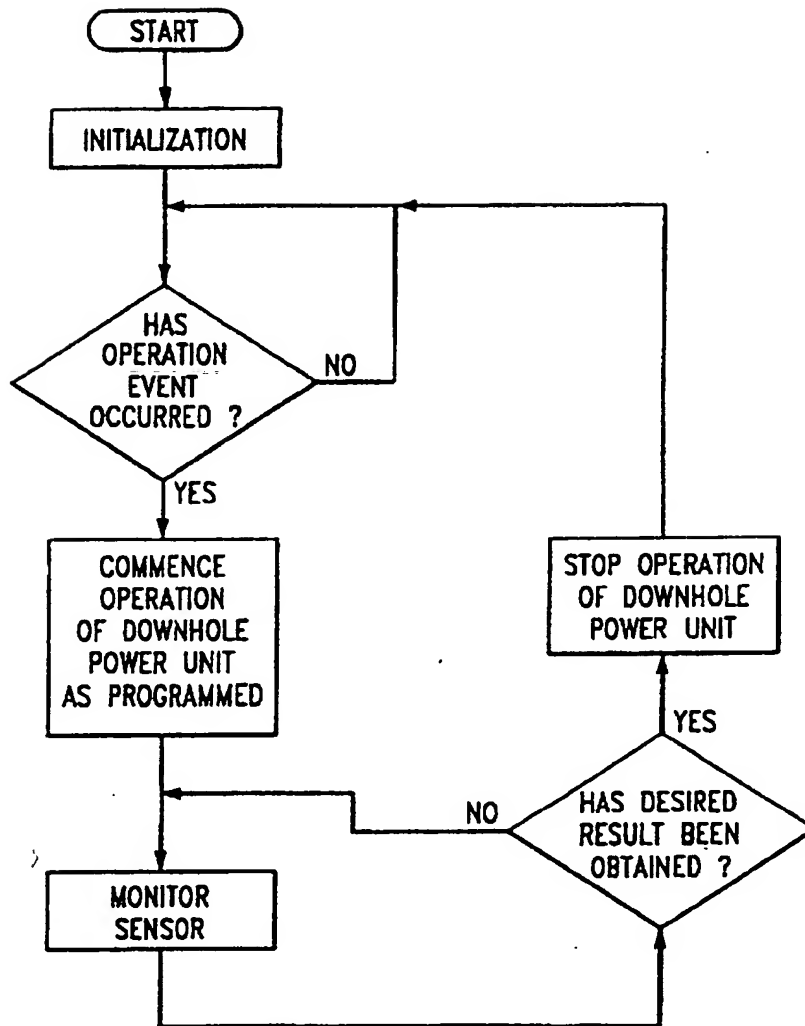 START
INITIALIZATION
HAS
OPERATION
EVENT
OCCURRED ?
NO
YES
COMMENCE
OPERATION
OF DOWNHOLE
POWER UNIT
AS PROGRAMMED
STOP OPERATION
OF DOWNHOLE
POWER UNIT
YES
NO
HAS DESIRED
RESULT BEEN
OBTAINED ?
MONITOR
SENSOR